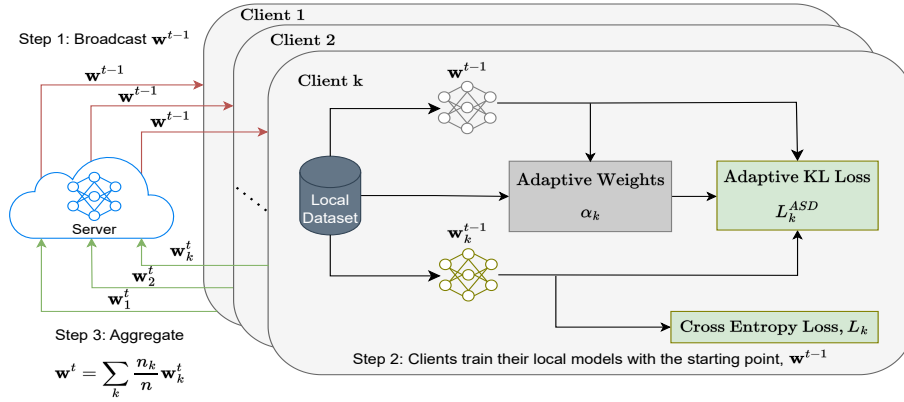 Client 1
Step 1: Broadcast w^{t-1}
Client 2
w^{t-1}
Client k
w^{t-1}
w^{t-1}
w^{t-1}
Adaptive Weights
α_k
Adaptive KL Loss
L_k^{ASD}
Local
Dataset
Server
w_k^{t-1}
w_k^t
w_2^t
w_1^t
Step 3: Aggregate
Cross Entropy Loss, L_k
Step 2: Clients train their local models with the starting point, w^{t-1}
w^t = ∑_k \frac{n_k}{n} w_k^t